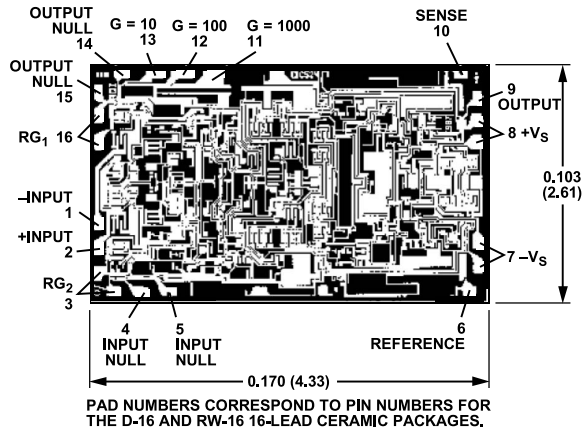 OUTPUT
NULL
14
G = 10
13
G = 100
12
G = 1000
11
SENSE
10
OUTPUT
NULL
15
9
OUTPUT
RG1 16
8 +VS
0.103
(2.61)
–INPUT
1
+INPUT
2
7 –VS
RG2
3
4
INPUT
NULL
5
INPUT
NULL
6
REFERENCE
0.170 (4.33)
PAD NUMBERS CORRESPOND TO PIN NUMBERS FOR
THE D-16 AND RW-16 16-LEAD CERAMIC PACKAGES.